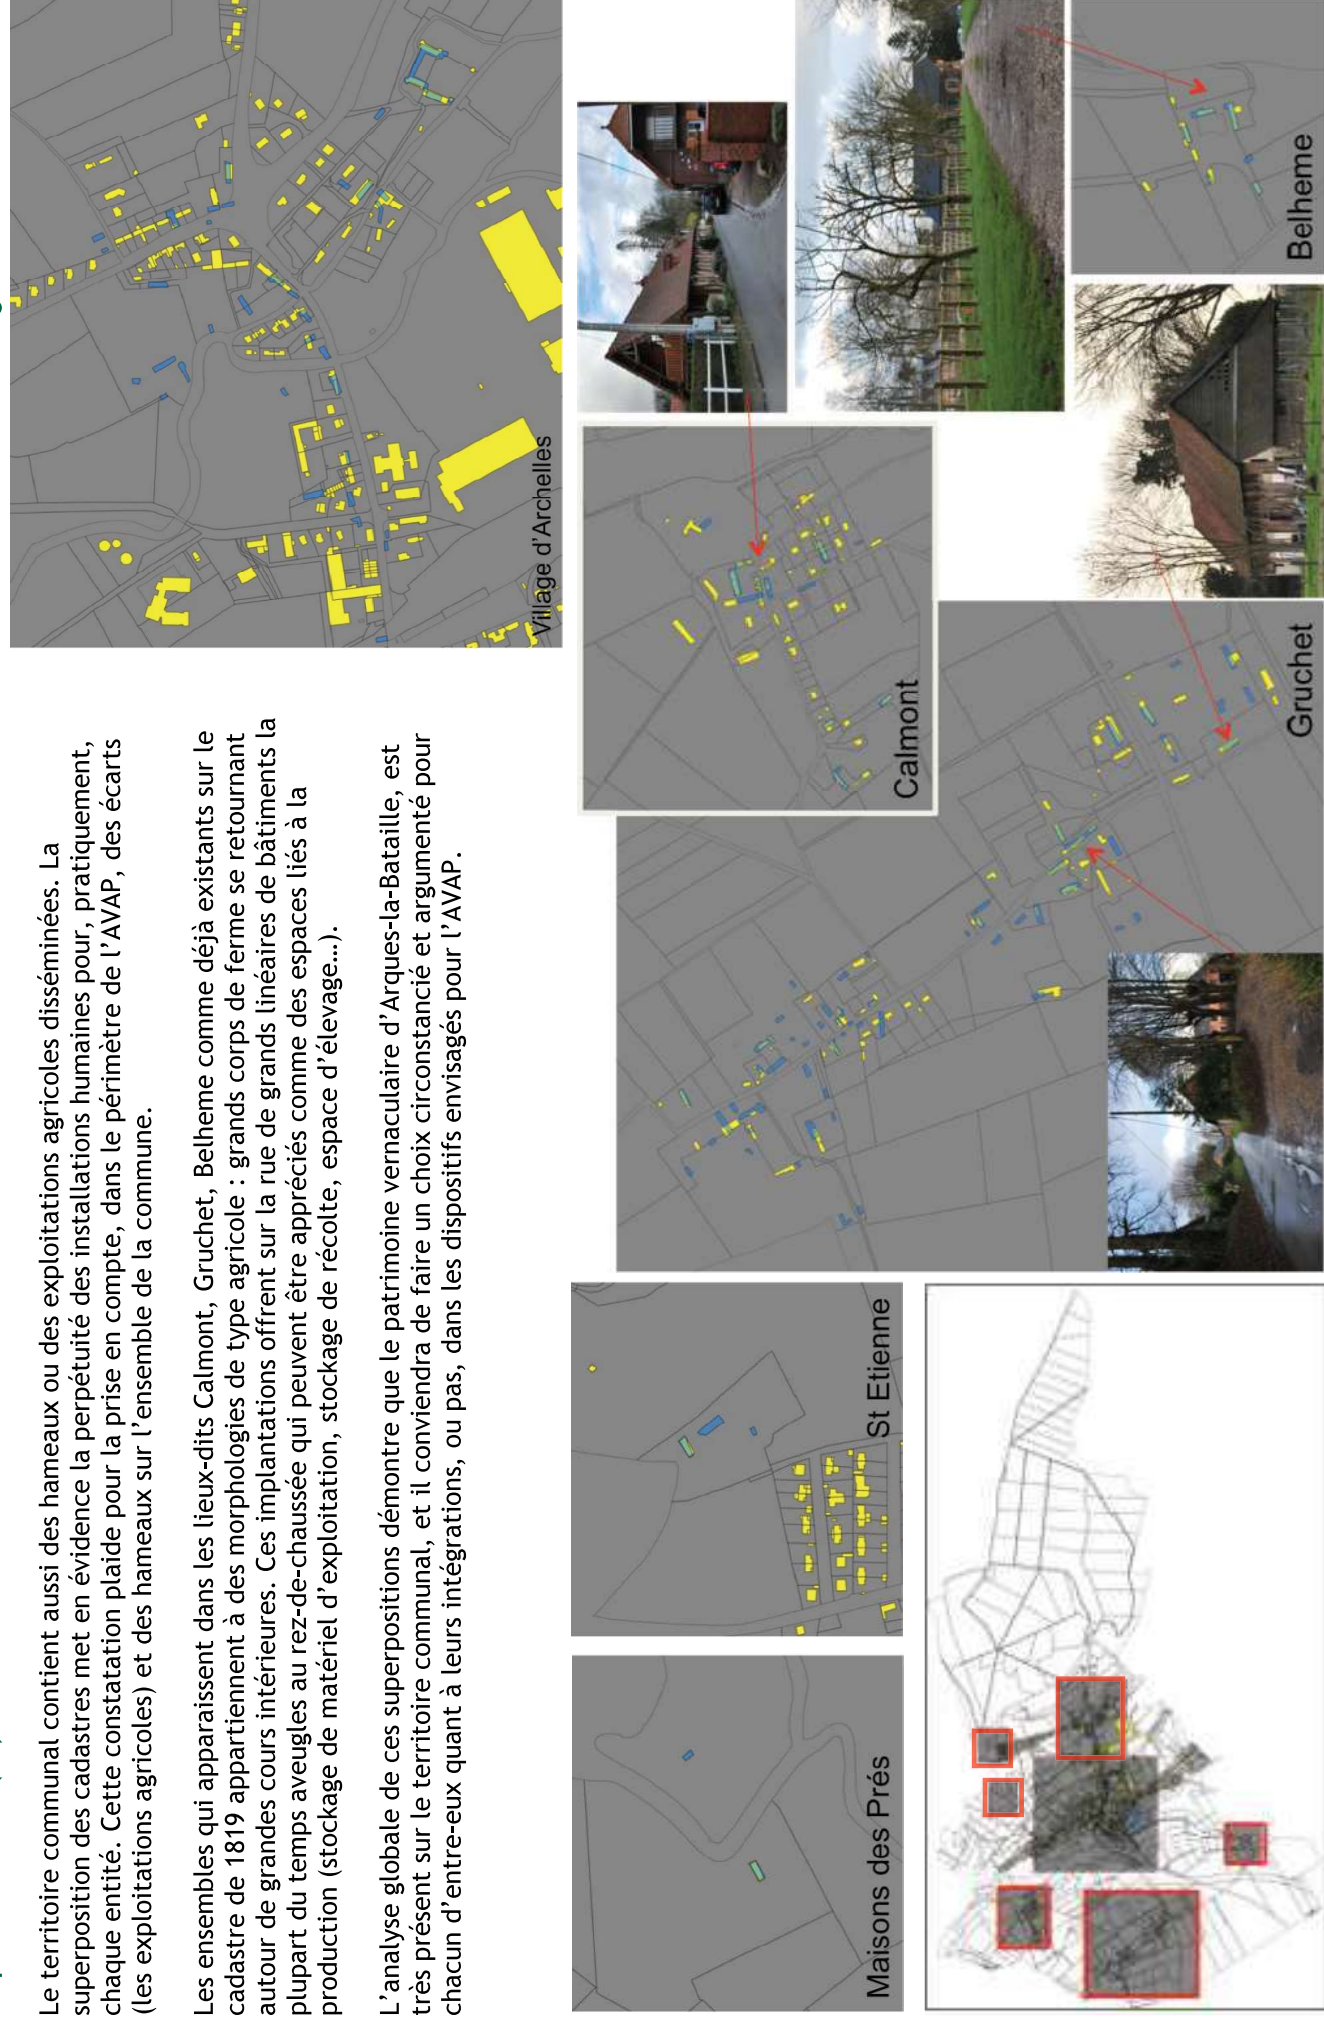 Le territoire communal contient aussi des hameaux ou des exploitations agricoles disséminées. La
superposition des cadastres met en évidence la perpétuité des installations humaines pour, pratiquement,
chaque entité. Cette constatation plaide pour la prise en compte, dans le périmètre de l'AVAP, des écarts
(les exploitations agricoles) et des hameaux sur l'ensemble de la commune.
Les ensembles qui apparaissent dans les lieux-dits Calmont, Gruchet, Belheme comme déjà existants sur le
cadastre de 1819 appartiennent à des morphologies de type agricole : grands corps de ferme se retournant
autour de grandes cours intérieures. Ces implantations offrent sur la rue de grands linéaires de bâtiments la
plupart du temps aveugles au rez-de-chaussée qui peuvent être appréciés comme des espaces liés à la
production (stockage de matériel d'exploitation, stockage de récolte, espace d'élevage...).
L'analyse globale de ces superpositions démontre que le patrimoine vernaculaire d'Arques-la-Bataille, est
très présent sur le territoire communal, et il conviendra de faire un choix circonstancié et argumenté pour
chacun d'entre-eux quant à leurs intégrations, ou pas, dans les dispositifs envisagés pour l'AVAP.
Village d'Archelles
Maisons des Prés
St Etienne
Calmont
Gruchet
Belheme